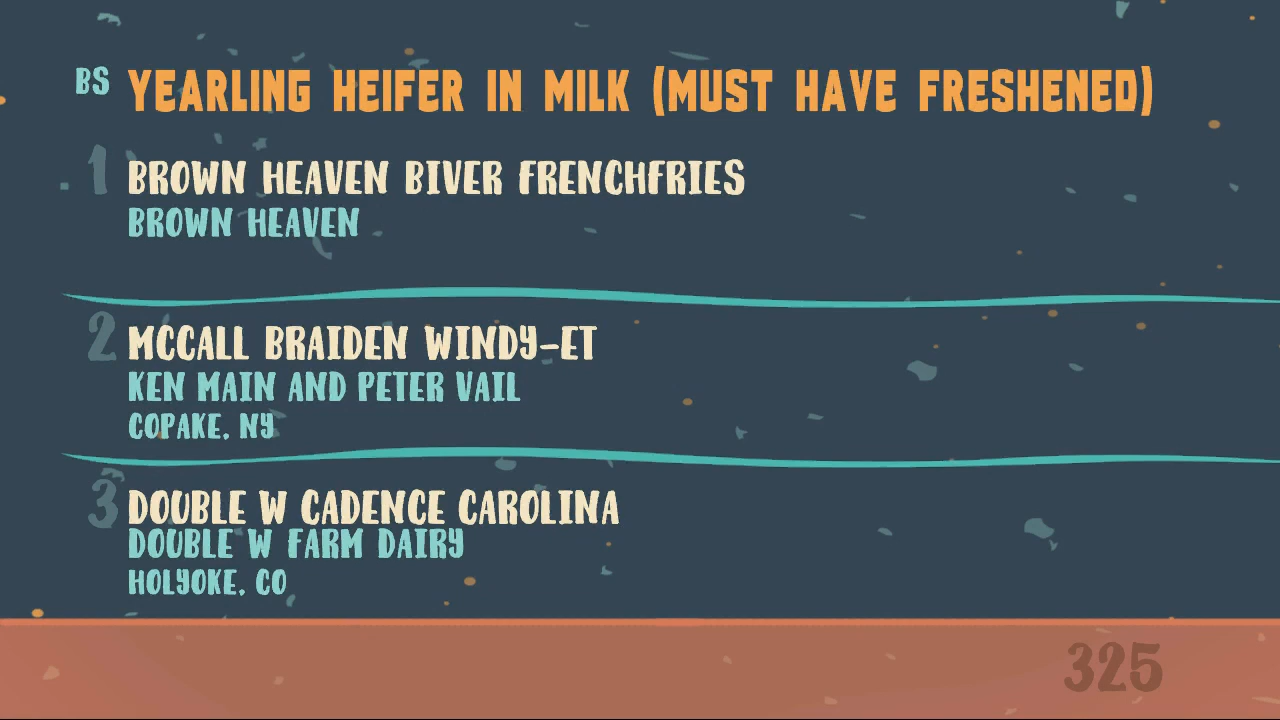 BS YEARLING HEIFER IN MILK (MUST HAVE FRESHENED)
1 BROWN HEAVEN BIVER FRENCHFRIES
BROWN HEAVEN
2 MCCALL BRAIDEN WINDY-ET
KEN MAIN AND PETER VAIL
COPAKE, NY
3 DOUBLE W CADENCE CAROLINA
DOUBLE W FARM DAIRY
HOLYOKE, CO
325